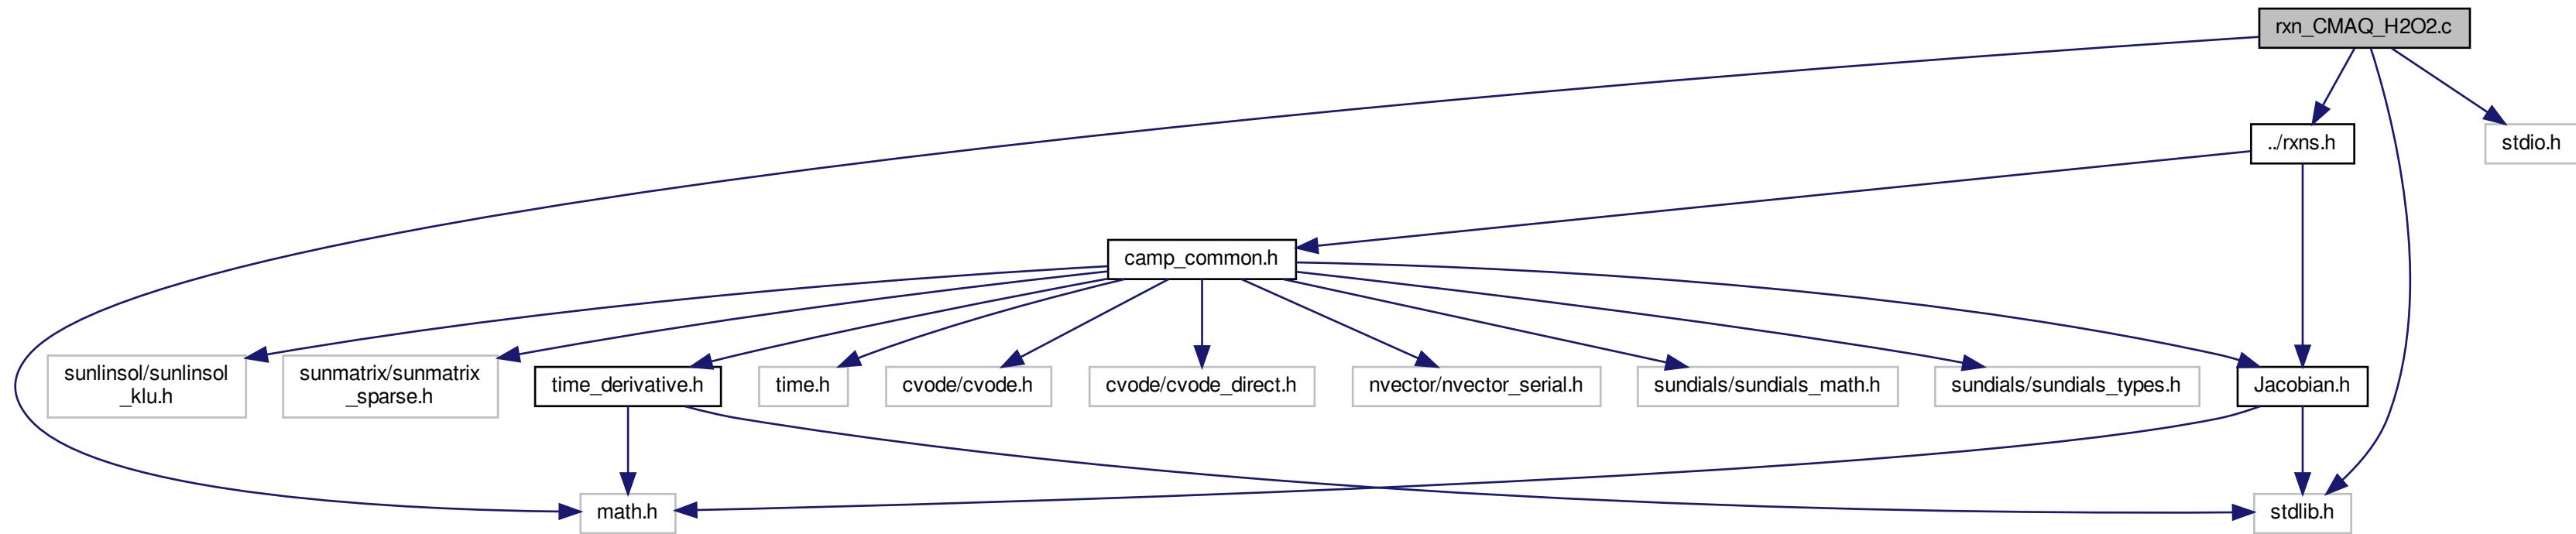 rxn_CMAQ_H2O2.c
../rxns.h
stdio.h
camp_common.h
sunlinsol/sunlinsol
_klu.h
sunmatrix/sunmatrix
_sparse.h
time_derivative.h
time.h
cvode/cvode.h
cvode/cvode_direct.h
nvector/nvector_serial.h
sundials/sundials_math.h
sundials/sundials_types.h
Jacobian.h
math.h
stdlib.h